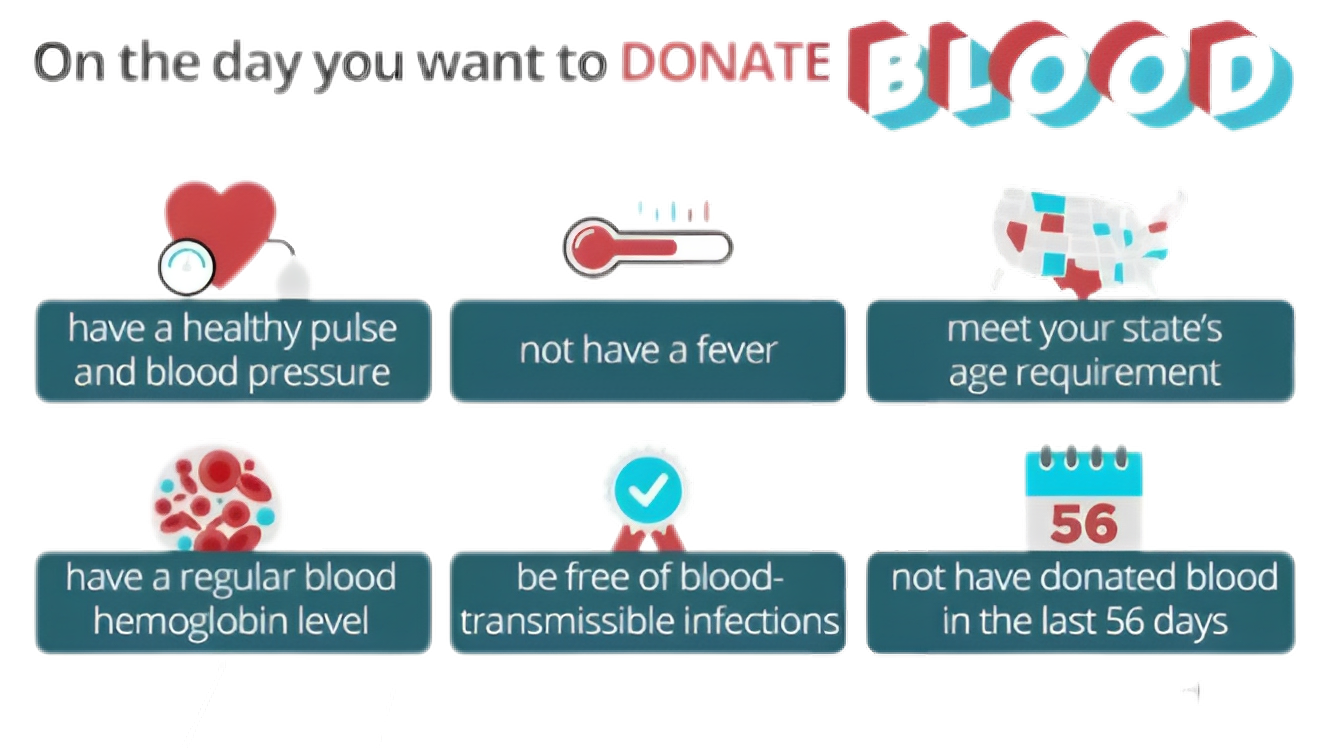 On the day you want to DONATE BLOOD
have a healthy pulse
and blood pressure
not have a fever
meet your state's
age requirement
have a regular blood
hemoglobin level
be free of blood-
transmissible infections
56
not have donated blood
in the last 56 days